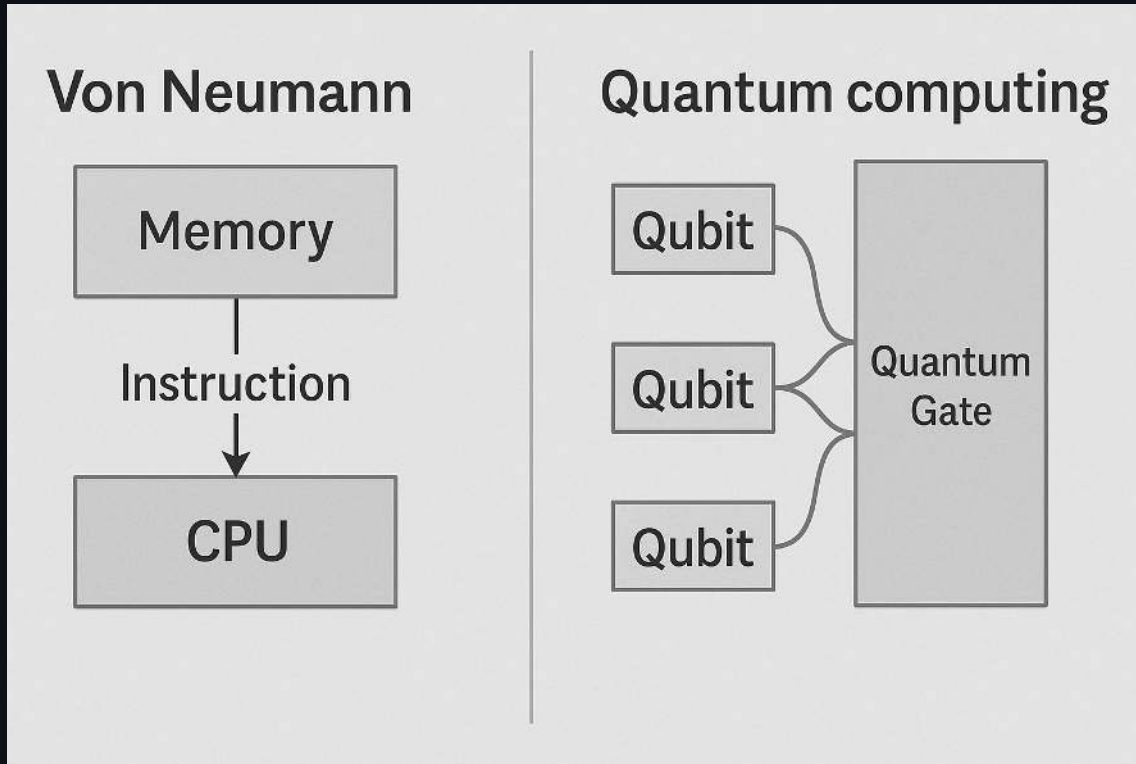 Von Neumann
Memory
Instruction
CPU
Quantum computing
Qubit
Qubit
Qubit
Quantum
Gate